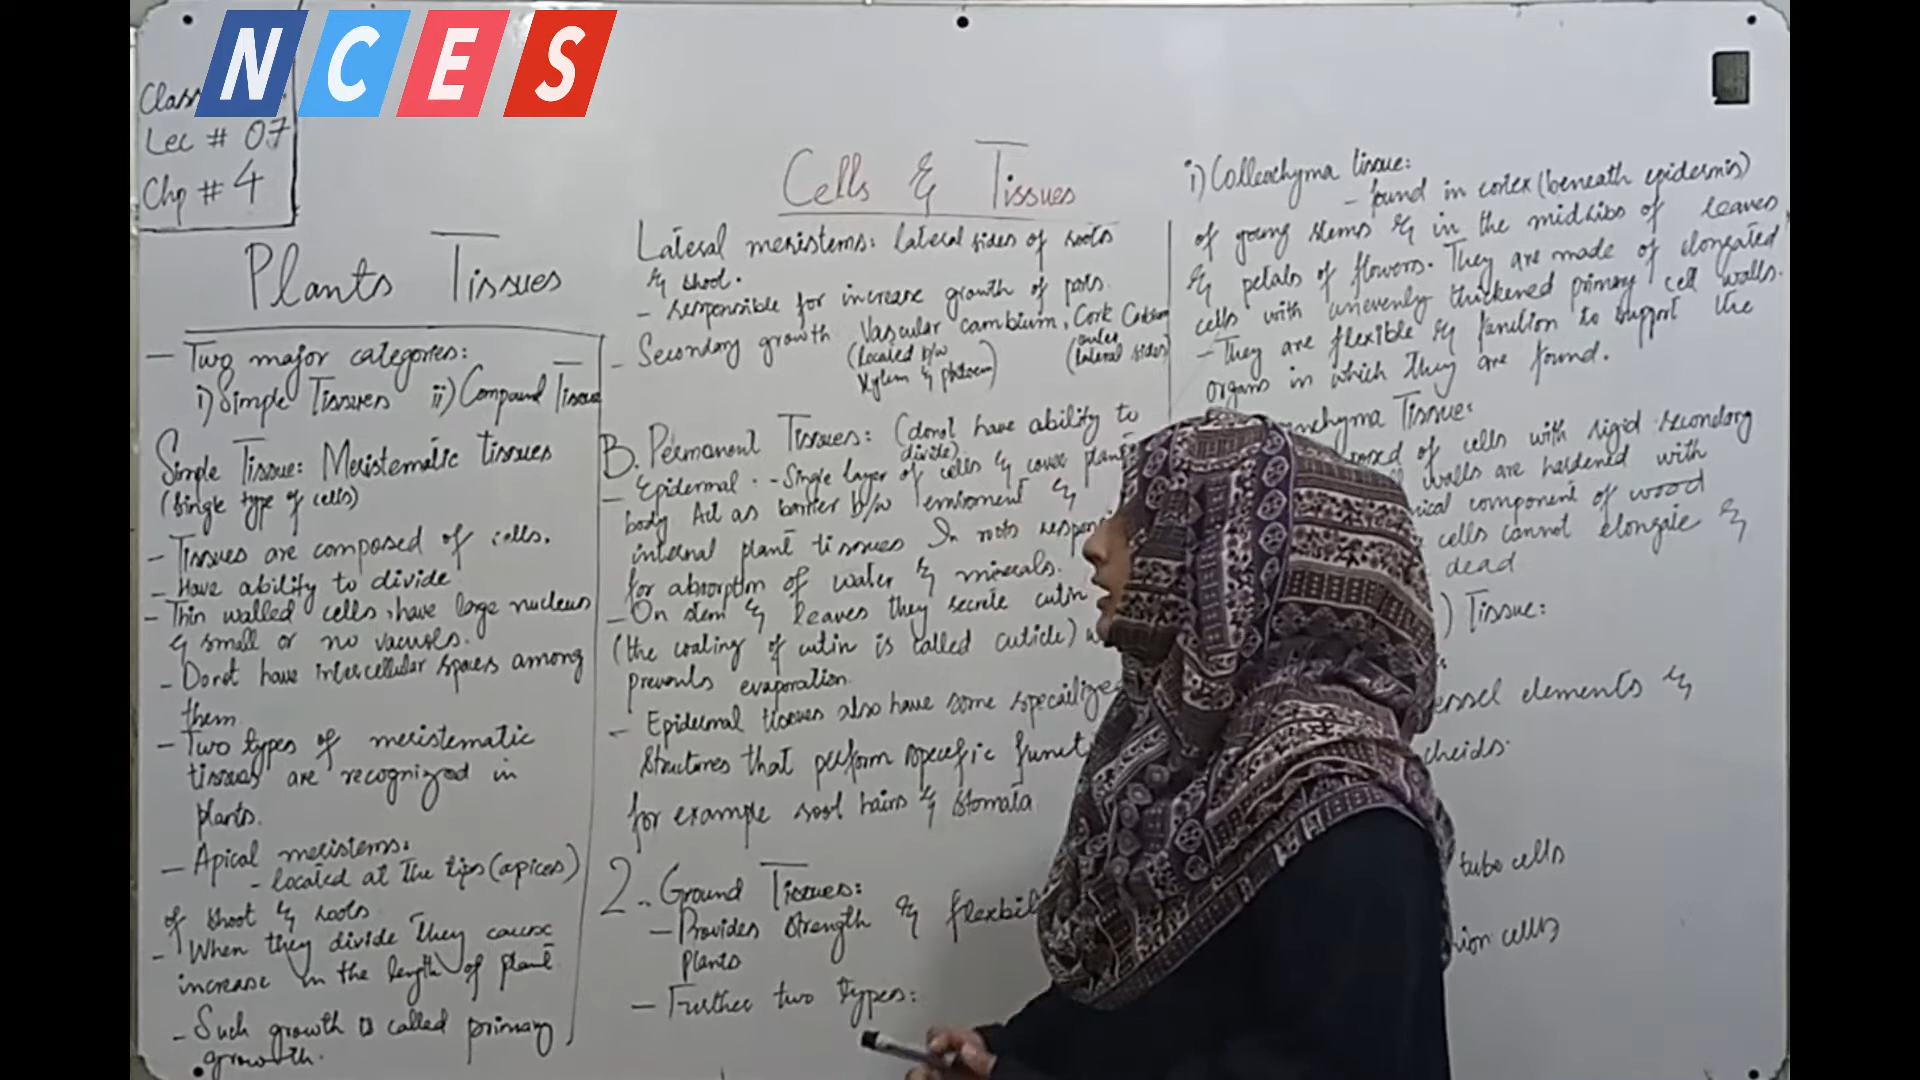 NCES
Class
Lec # 07
Chp # 4
Cells & Tissues
Plants Tissues
- Two major categories:
i) Simple Tissues ii) Compound Tissue
Simple Tissue: Meristematic tissues
(Single type of cells)
- Tissues are composed of cells.
- Have ability to divide
- Thin walled cells, have large nucleus
& small or no vacuoles.
- Donot have intercellular spaces among
them
- Two types of meristematic
tissues are recognized in
plants.
- Apical meristems:
- located at the tips (apices)
of shoot & roots
- When they divide they cause
increase in the length of plant
- Such growth is called primary
growth.
Lateral meristems: lateral sides of roots
& shoot.
- responsible for increase growth of parts.
- Secondary growth Vascular cambium, Cork
(Located b/w
xylem & phloem)
(outer
lateral sides)
B. Permanent Tissues: (donot have ability to
divide)
- Epidermal: - Single layer of cells & cover plant
body Act as barrier b/w &
internal plant tissues In roots
for absorption of water & minerals.
- On stem & leaves they secrete cutin
(the coating of cutin is called cuticle)
prevents evaporation.
- Epidermal tissues also have some
structures that perform specific
for example root hairs & stomata
2 - Ground Tissues:
- Provides strength &
plants
- Further two types:
i) Collenchyma tissue:
- found in cortex (beneath epidermis)
of young stems & in the midribs of leaves
& petals of flowers. They are made of elongated
cells with unevenly thickened primary cell walls.
- They are flexible & function to support the
organs in which they are found.
Tissue:
of cells with rigid secondary
walls are hardened with
component of wood
cells cannot elongate &
dead
) Tissue:
elements &
tube cells
cells